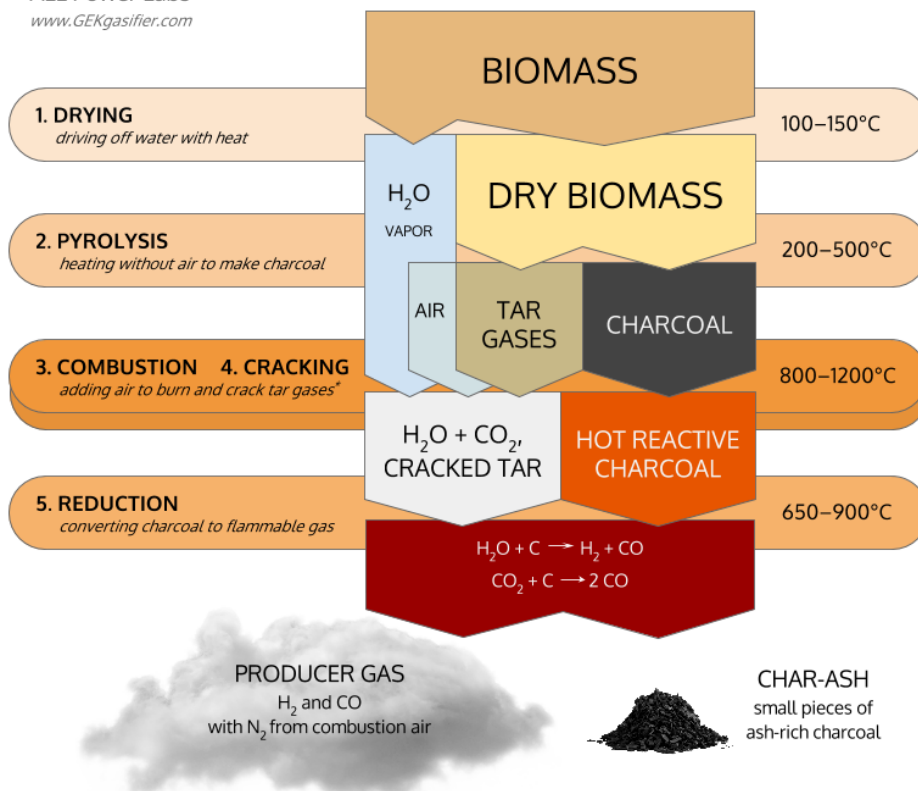 www.GEKgasifier.com
BIOMASS
1. DRYING
driving off water with heat
100–150°C
H₂O
VAPOR
DRY BIOMASS
2. PYROLYSIS
heating without air to make charcoal
200–500°C
AIR
TAR
GASES
CHARCOAL
3. COMBUSTION 4. CRACKING
adding air to burn and crack tar gases*
800–1200°C
H₂O + CO₂,
CRACKED TAR
HOT REACTIVE
CHARCOAL
5. REDUCTION
converting charcoal to flammable gas
650–900°C
H₂O + C → H₂ + CO
CO₂ + C → 2 CO
PRODUCER GAS
H₂ and CO
with N₂ from combustion air
CHAR-ASH
small pieces of
ash-rich charcoal